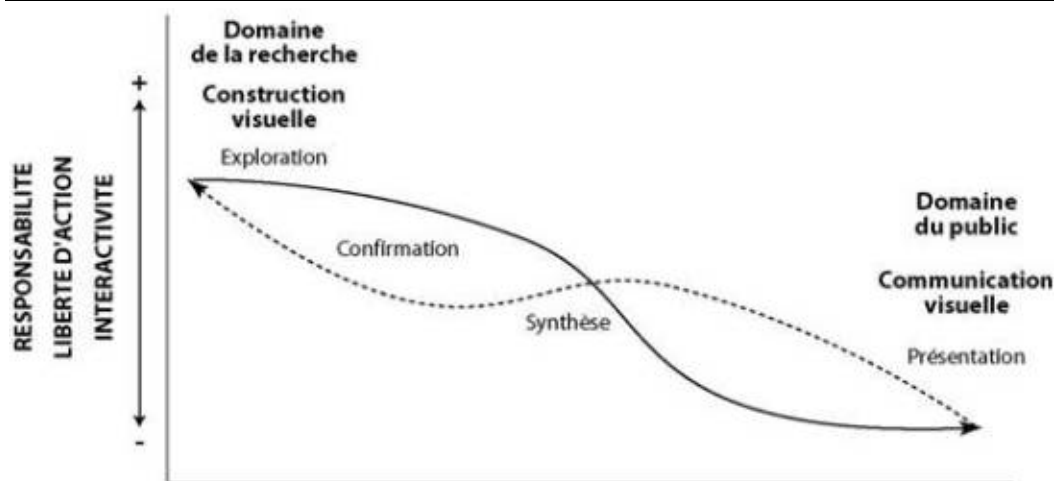 Domaine
de la recherche
+
Construction
visuelle
Exploration
RESPONSABILITE
LIBERTE D'ACTION
INTERACTIVITE
Domaine
du public
Confirmation
Communication
visuelle
Synthèse
Présentation
-